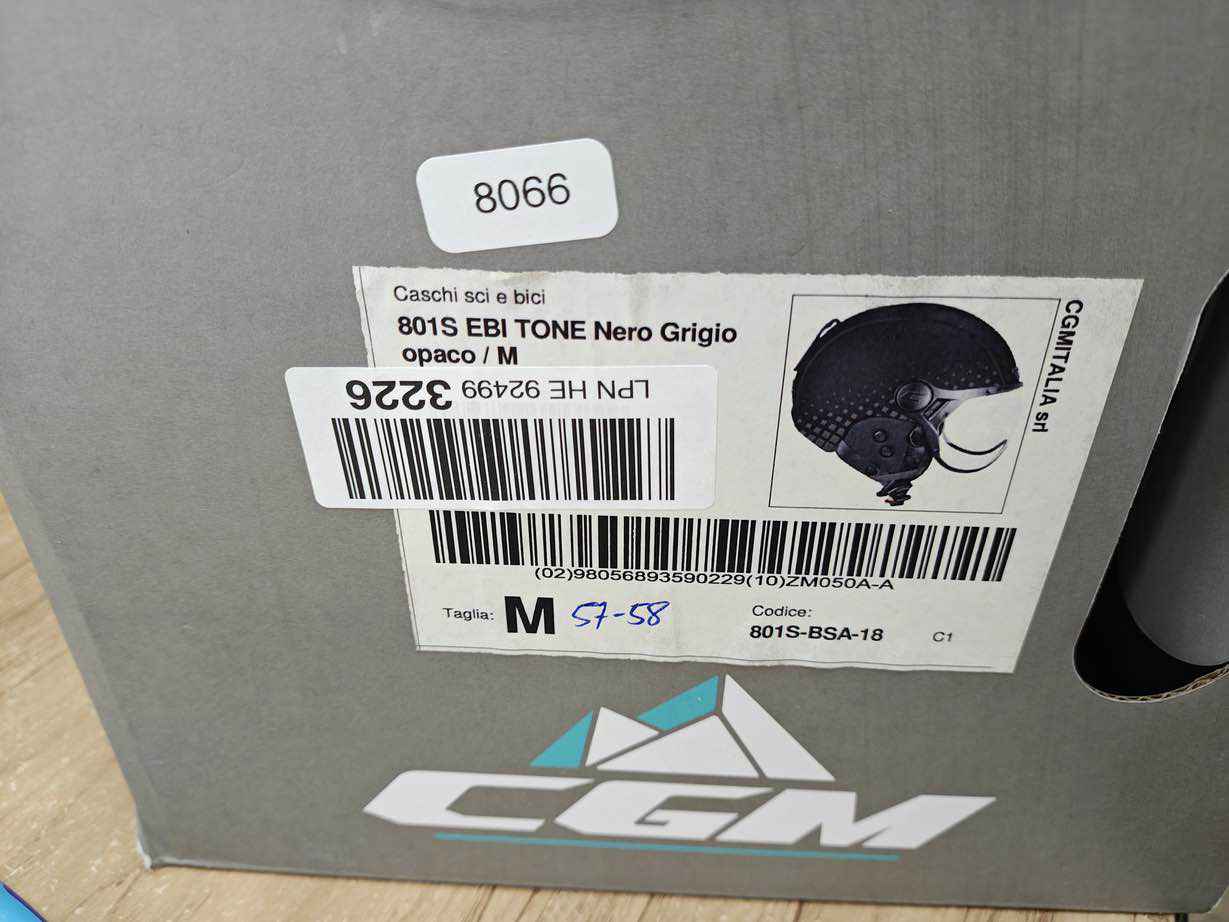 8066
Caschi sci e bici
801S EBI TONE Nero Grigio
opaco / M
CGMITALIA srl
LPN HE 92499 3226
(02)98056893590229(10)ZM050A-A
Taglia: M 57-58
Codice:
801S-BSA-18 C1
CGM